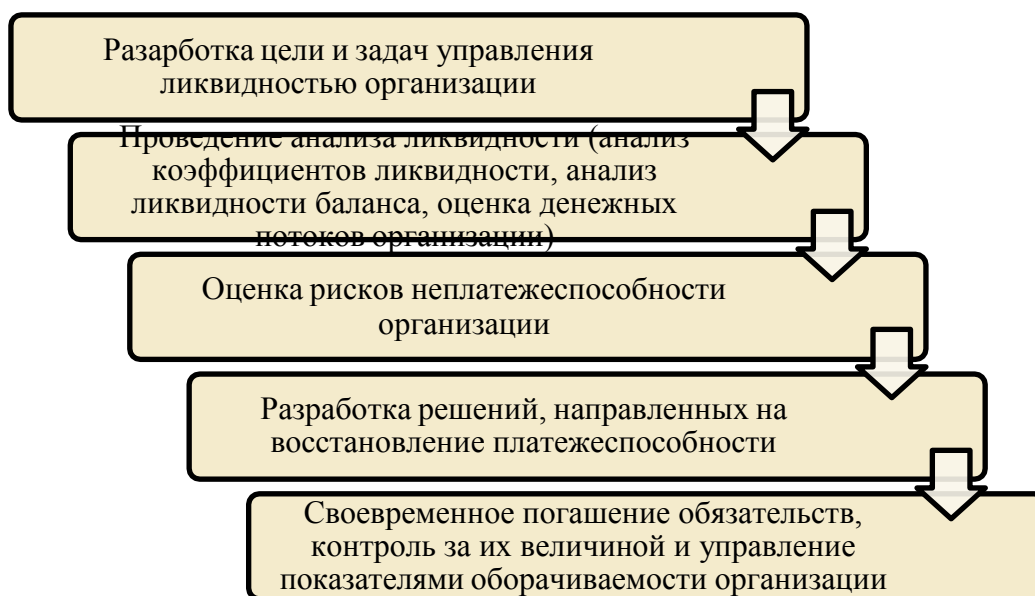 Разарботка цели и задач управления
ликвидностью организации
Проведение анализа ликвидности (анализ
коэффициентов ликвидности, анализ
ликвидности баланса, оценка денежных
потоков организации)
Оценка рисков неплатежеспособности
организации
Разработка решений, направленных на
восстановление платежеспособности
Своевременное погашение обязательств,
контроль за их величиной и управление
показателями оборачиваемости организации